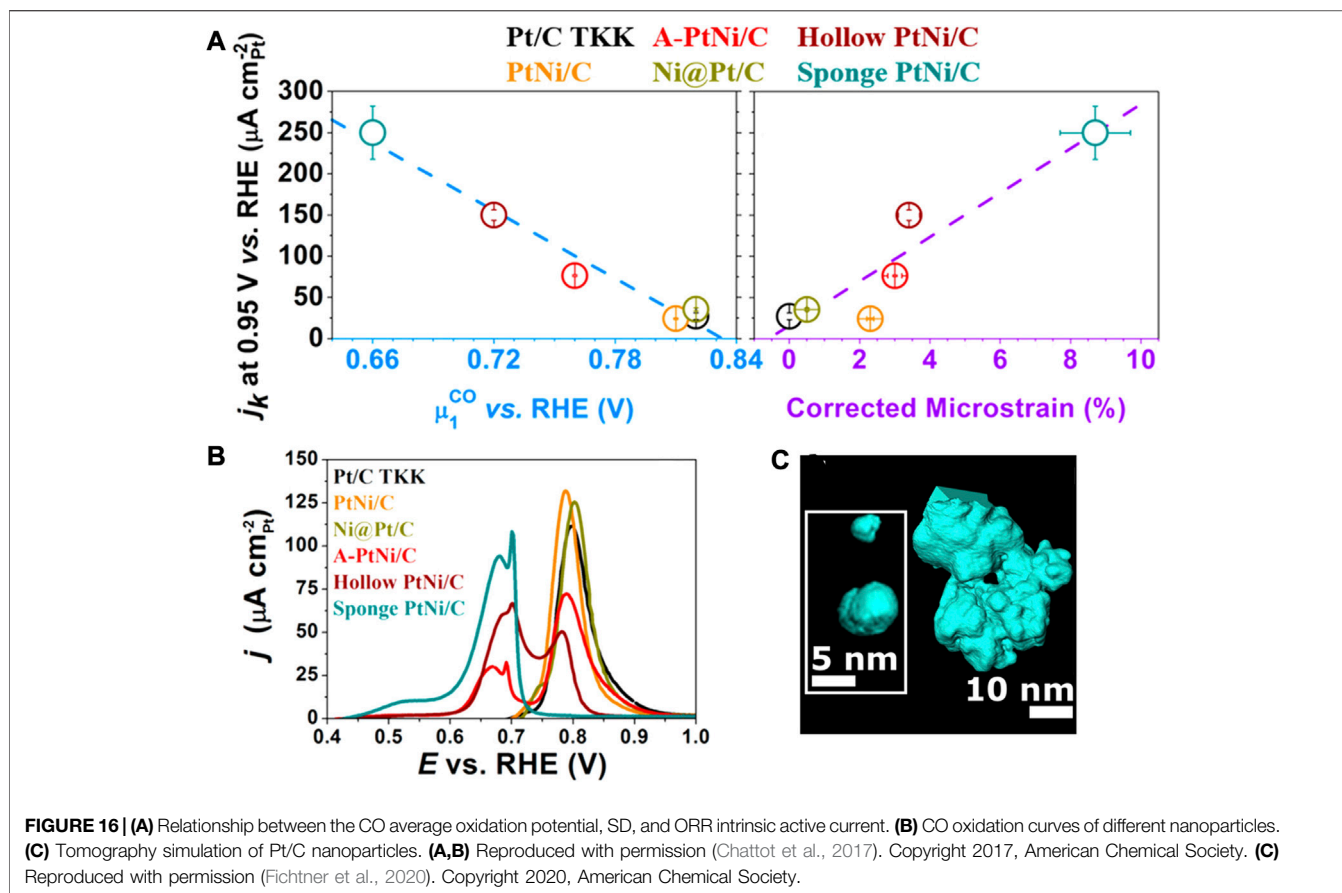 A
Pt/C TKK A-PtNi/C Hollow PtNi/C
PtNi/C Ni@Pt/C Sponge PtNi/C
j_k at 0.95 V vs. RHE (μA cm⁻²_Pt)
300
250
200
150
100
50
0
0.66 0.72 0.78 0.84 0 2 4 6 8 10
μ₁^CO vs. RHE (V) Corrected Microstrain (%)
B
j (μA cm⁻²_Pt)
150
125
100
75
50
25
0
Pt/C TKK
PtNi/C
Ni@Pt/C
A-PtNi/C
Hollow PtNi/C
Sponge PtNi/C
0.4 0.5 0.6 0.7 0.8 0.9 1.0
E vs. RHE (V)
C
5 nm
10 nm
FIGURE 16 | (A) Relationship between the CO average oxidation potential, SD, and ORR intrinsic active current. (B) CO oxidation curves of different nanoparticles.
(C) Tomography simulation of Pt/C nanoparticles. (A,B) Reproduced with permission (Chattot et al., 2017). Copyright 2017, American Chemical Society. (C)
Reproduced with permission (Fichtner et al., 2020). Copyright 2020, American Chemical Society.